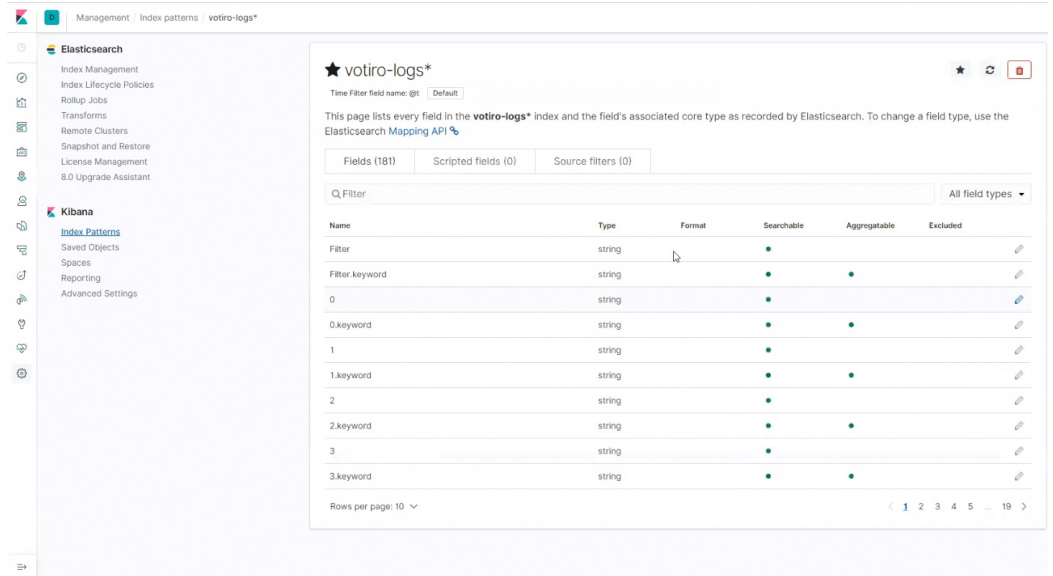 D Management / Index patterns / votiro-logs*
Elasticsearch
Index Management
Index Lifecycle Policies
Rollup Jobs
Transforms
Remote Clusters
Snapshot and Restore
License Management
8.0 Upgrade Assistant
Kibana
Index Patterns
Saved Objects
Spaces
Reporting
Advanced Settings
votiro-logs*
Time Filter field name: @t Default
This page lists every field in the votiro-logs* index and the field's associated core type as recorded by Elasticsearch. To change a field type, use the
Elasticsearch Mapping API
Fields (181) Scripted fields (0) Source filters (0)
Filter All field types
Name Type Format Searchable Aggregatable Excluded
Filter string
Filter.keyword string
0 string
0.keyword string
1 string
1.keyword string
2 string
2.keyword string
3 string
3.keyword string
Rows per page: 10 < 1 2 3 4 5 ... 19 >